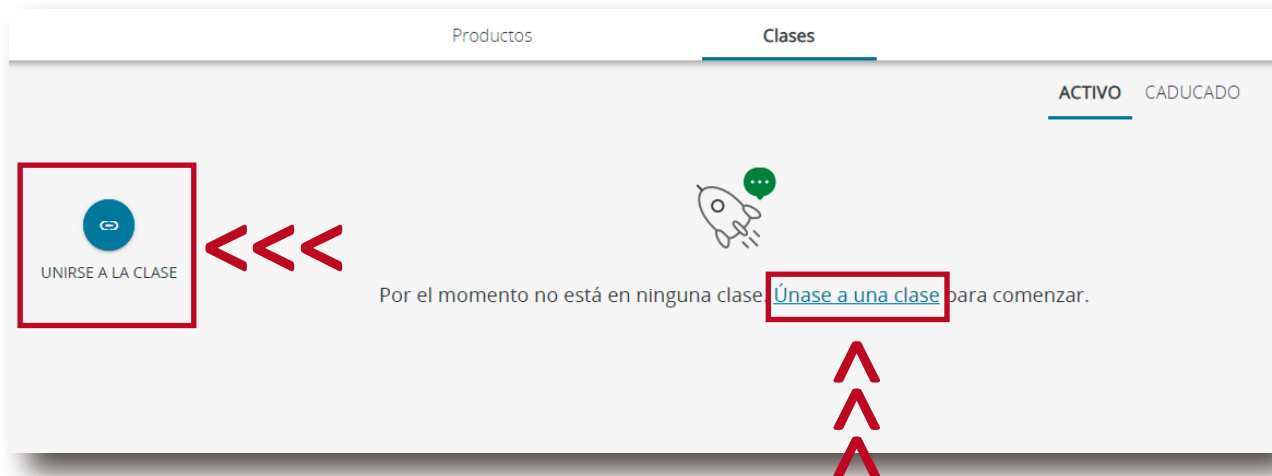 Productos Clases
ACTIVO CADUCADO
UNIRSE A LA CLASE
Por el momento no está en ninguna clase. Únase a una clase para comenzar.